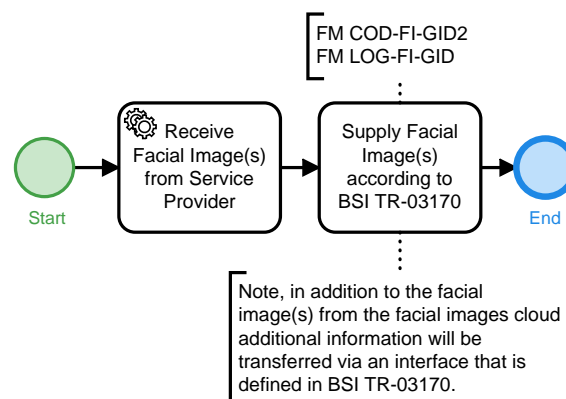 FM COD-FI-GID2
FM LOG-FI-GID
Receive
Facial Image(s)
from Service
Provider
Supply Facial
Image(s)
according to
BSI TR-03170
Start
End
Note, in addition to the facial
image(s) from the facial images cloud
additional information will be
transferred via an interface that is
defined in BSI TR-03170.